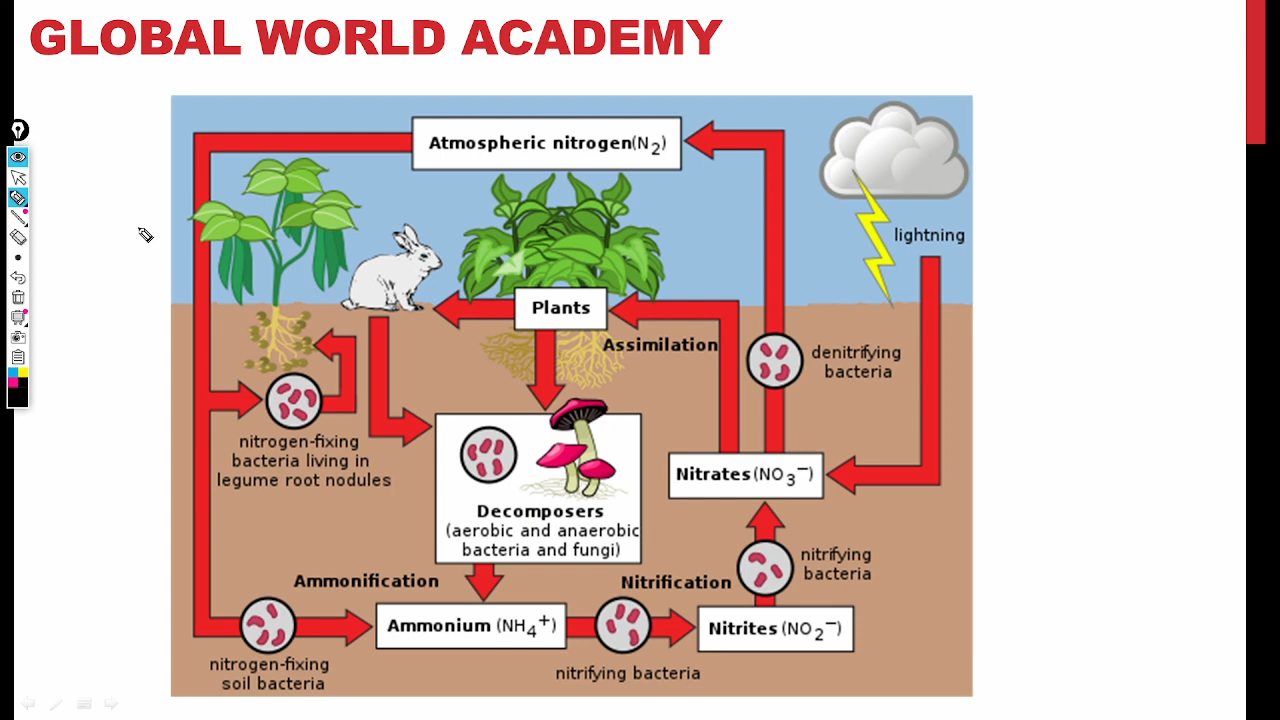 GLOBAL WORLD ACADEMY
Atmospheric nitrogen(N2)
lightning
Plants
Assimilation
denitrifying
bacteria
nitrogen-fixing
bacteria living in
legume root nodules
Nitrates (NO3−)
Decomposers
(aerobic and anaerobic
bacteria and fungi)
nitrifying
bacteria
Ammonification
Nitrification
Ammonium (NH4+)
Nitrites (NO2−)
nitrogen-fixing
soil bacteria
nitrifying bacteria